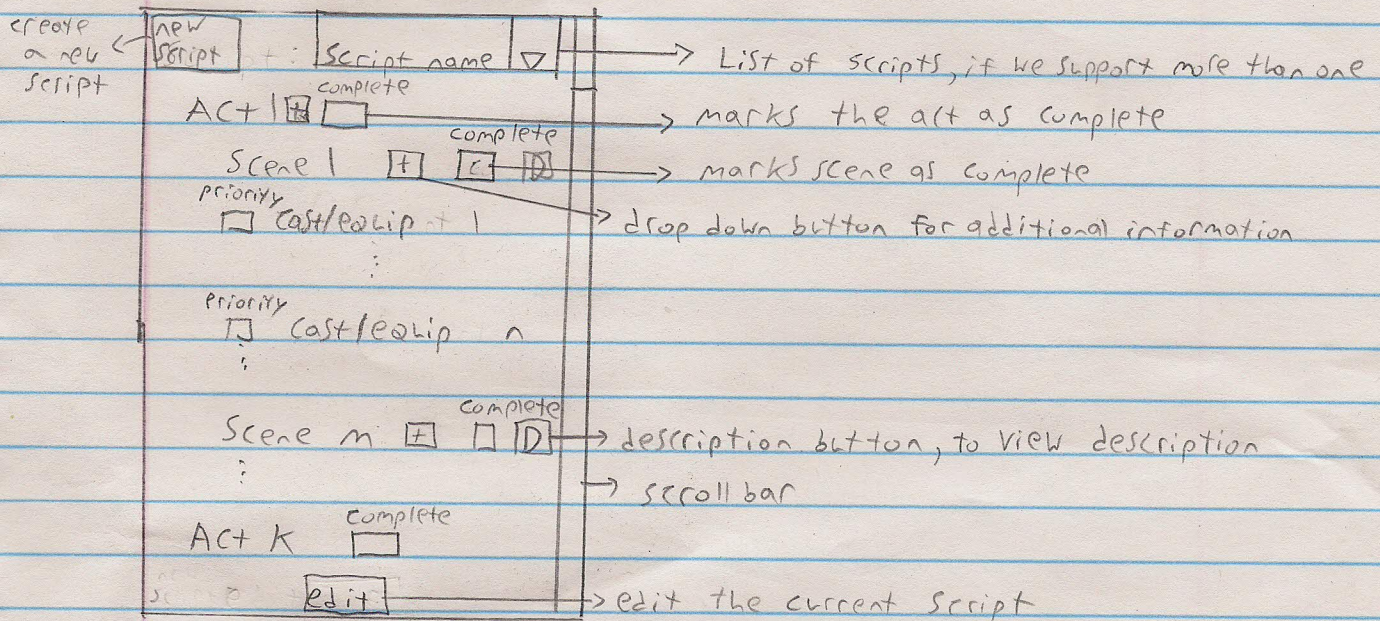 create a new script
new script
script name
List of scripts, if we support more than one
complete
Act 1 +
marks the act as complete
complete
Scene 1 + C D
marks scene as complete
priority
cast/equip 1
drop down button for additional information
priority
cast/equip n
complete
Scene m + D
description button, to view description
scroll bar
complete
Act k
edit
edit the current script